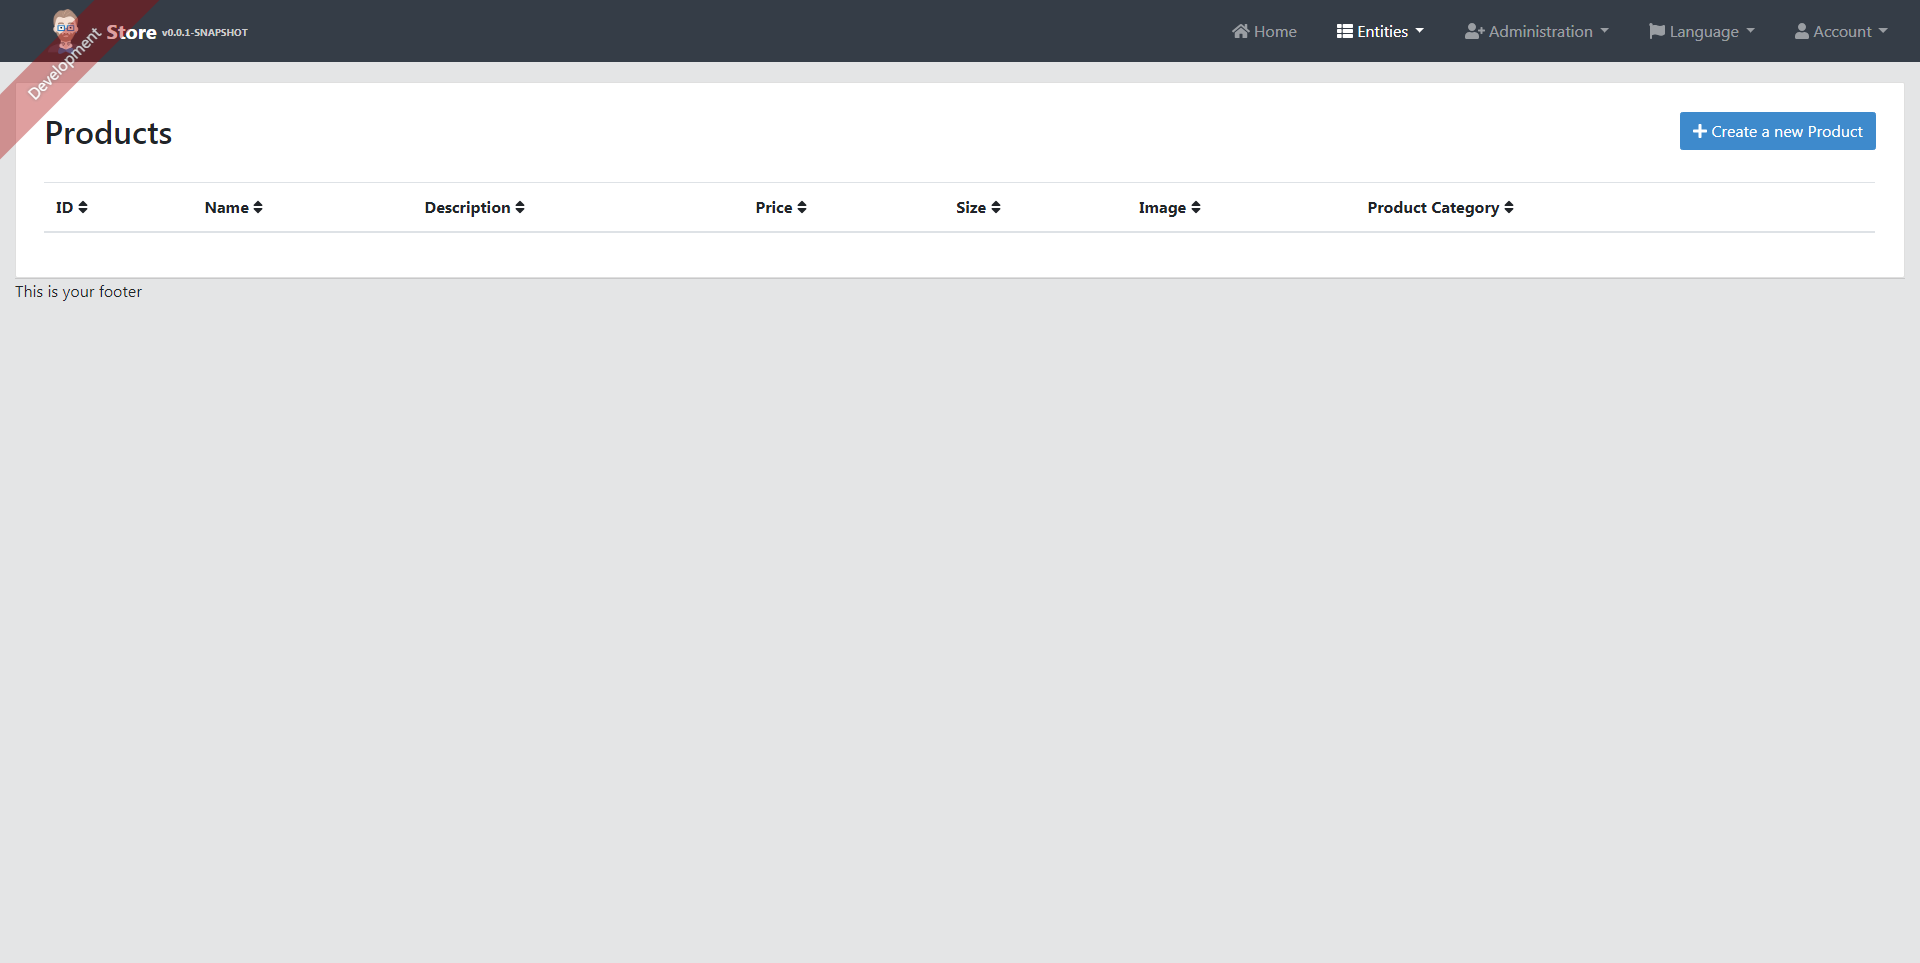 Development
Store v0.0.1-SNAPSHOT
Home Entities Administration Language Account
Products
Create a new Product
ID Name Description Price Size Image Product Category
This is your footer